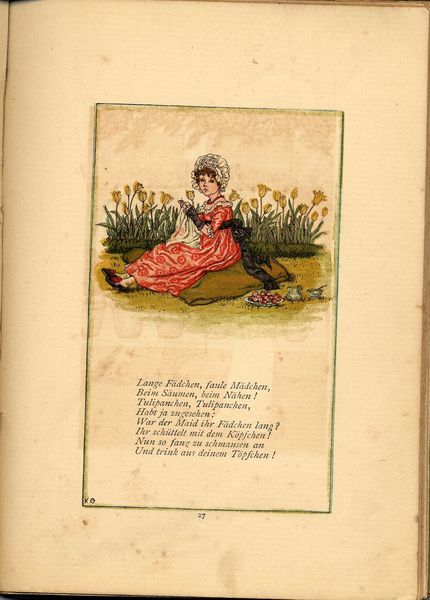 Lange Fädchen, faule Mädchen,
Beim Säumen, beim Nähen!
Tulipanchen, Tulipanchen,
Habt ja zugesehen:
War der Maid ihr Fädchen lang?
Ihr schüttelt mit dem Köpfchen!
Nun so fang zu schmausen an
Und trink aus deinem Töpfchen!
K.G
27